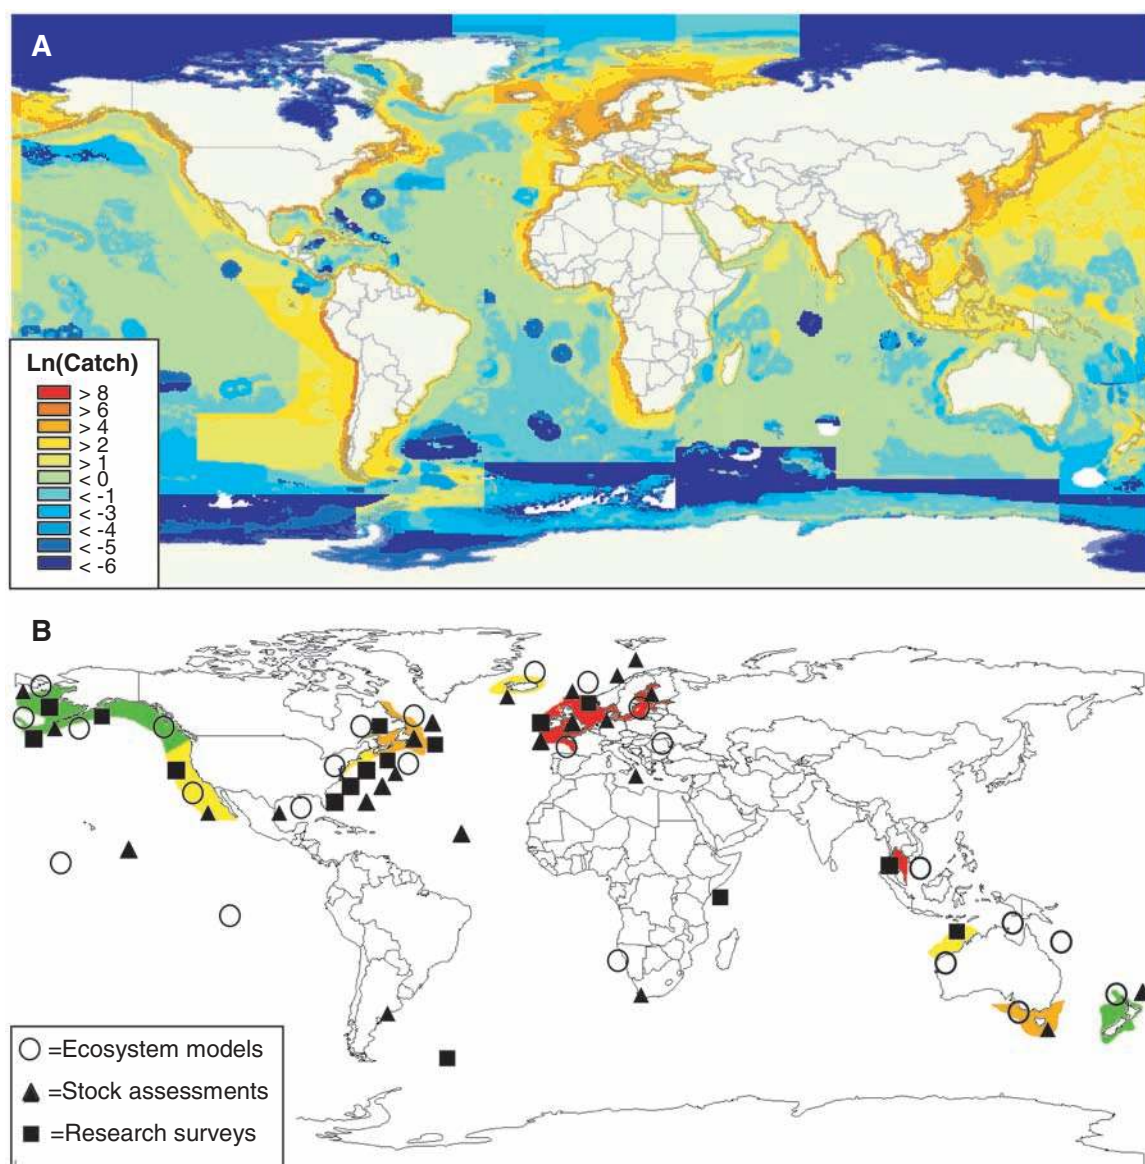 A
Ln(Catch)
> 8
> 6
> 4
> 2
> 1
< 0
< -1
< -3
< -4
< -5
< -6
B
=Ecosystem models
=Stock assessments
=Research surveys